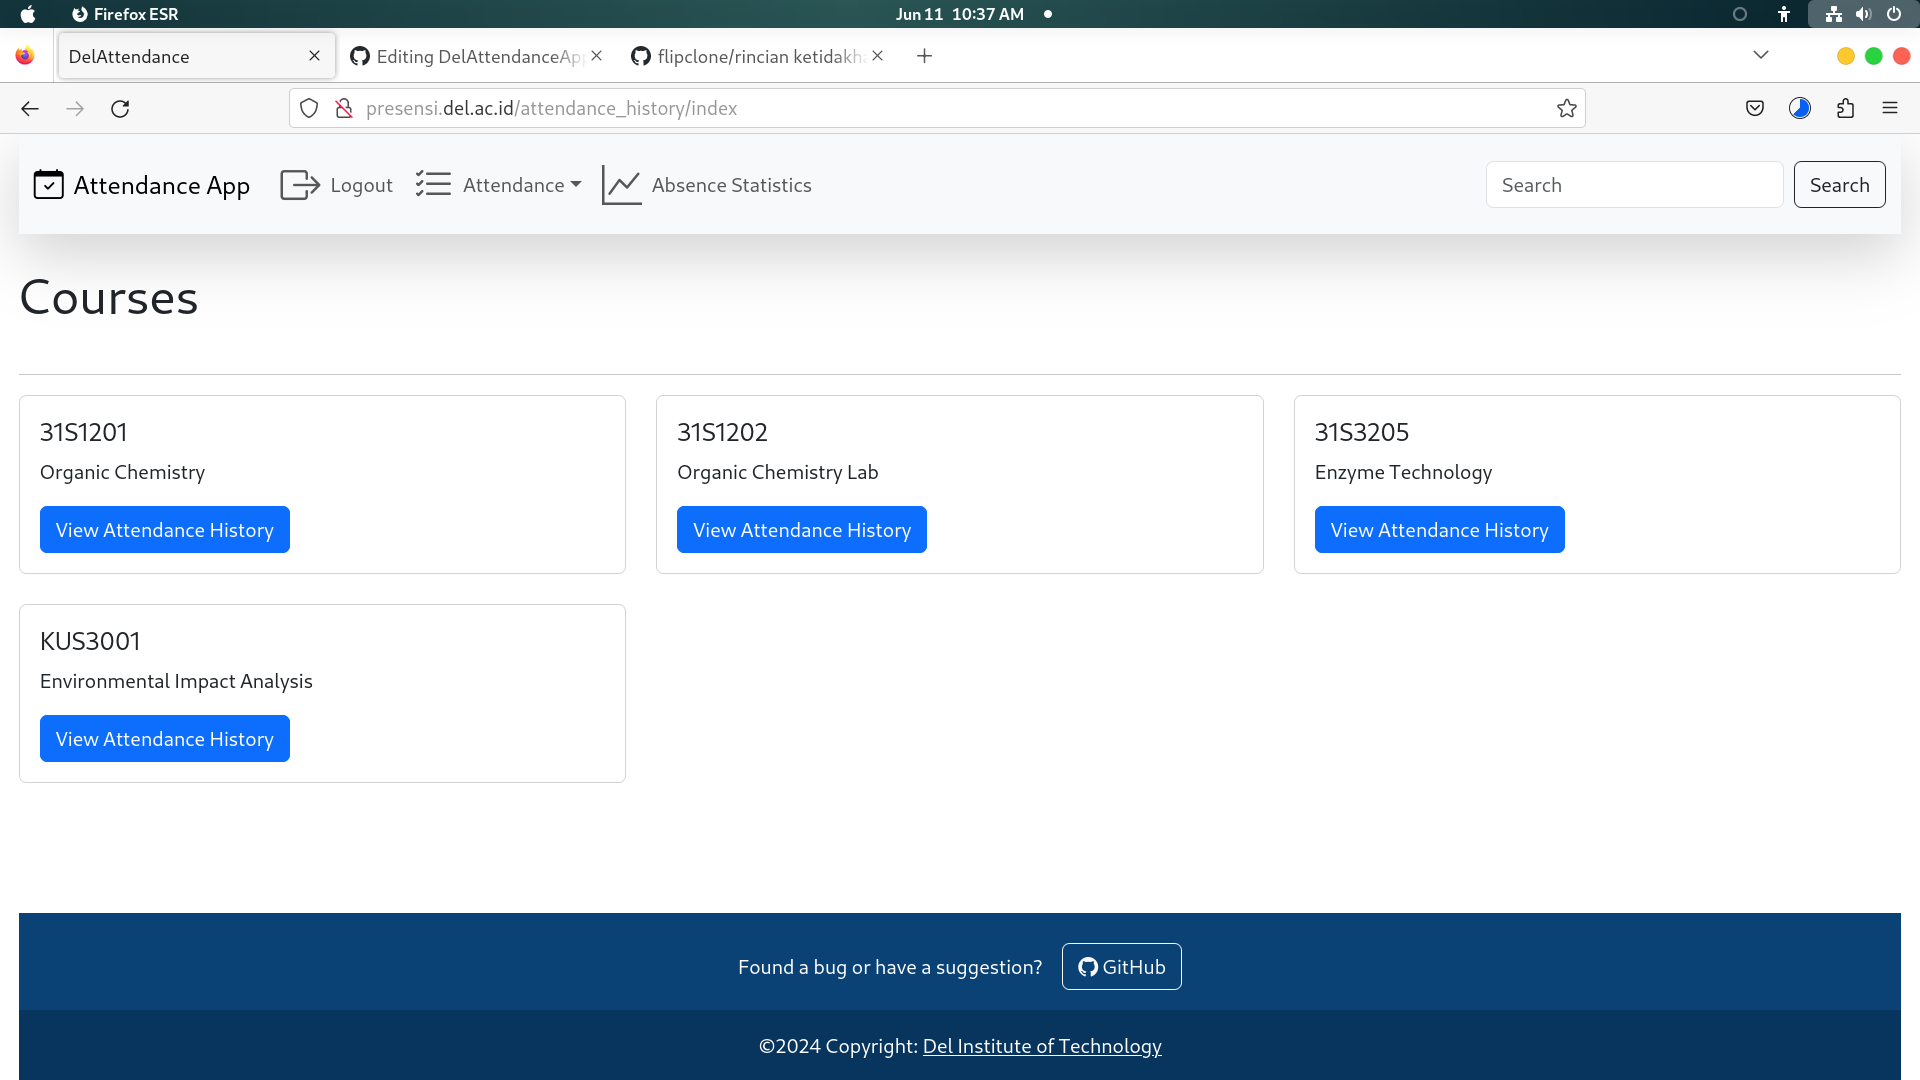 Firefox ESR
Jun 11 10:37 AM
DelAttendance
Editing DelAttendanceApp
flipclone/rincian ketidakha
presensi.del.ac.id/attendance_history/index
Attendance App
Logout
Attendance
Absence Statistics
Search
Search
Courses
31S1201
Organic Chemistry
View Attendance History
31S1202
Organic Chemistry Lab
View Attendance History
31S3205
Enzyme Technology
View Attendance History
KUS3001
Environmental Impact Analysis
View Attendance History
Found a bug or have a suggestion?
GitHub
©2024 Copyright: Del Institute of Technology